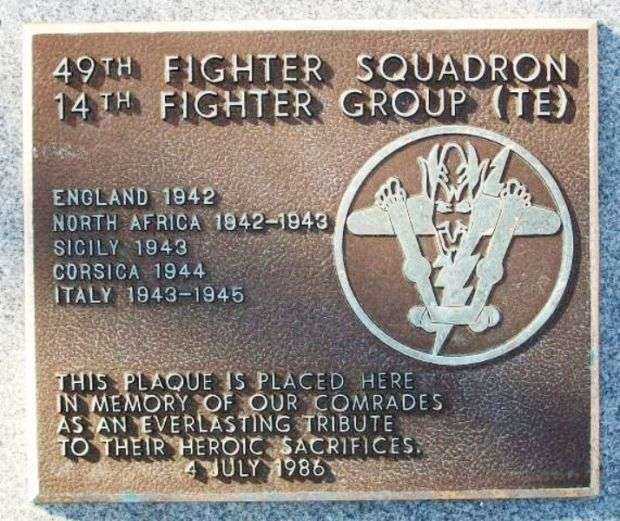 49TH FIGHTER SQUADRON
14TH FIGHTER GROUP (TE)
ENGLAND 1942
NORTH AFRICA 1942-1943
SICILY 1943
CORSICA 1944
ITALY 1943-1945
THIS PLAQUE IS PLACED HERE
IN MEMORY OF OUR COMRADES
AS AN EVERLASTING TRIBUTE
TO THEIR HEROIC SACRIFICES.
4 JULY 1986